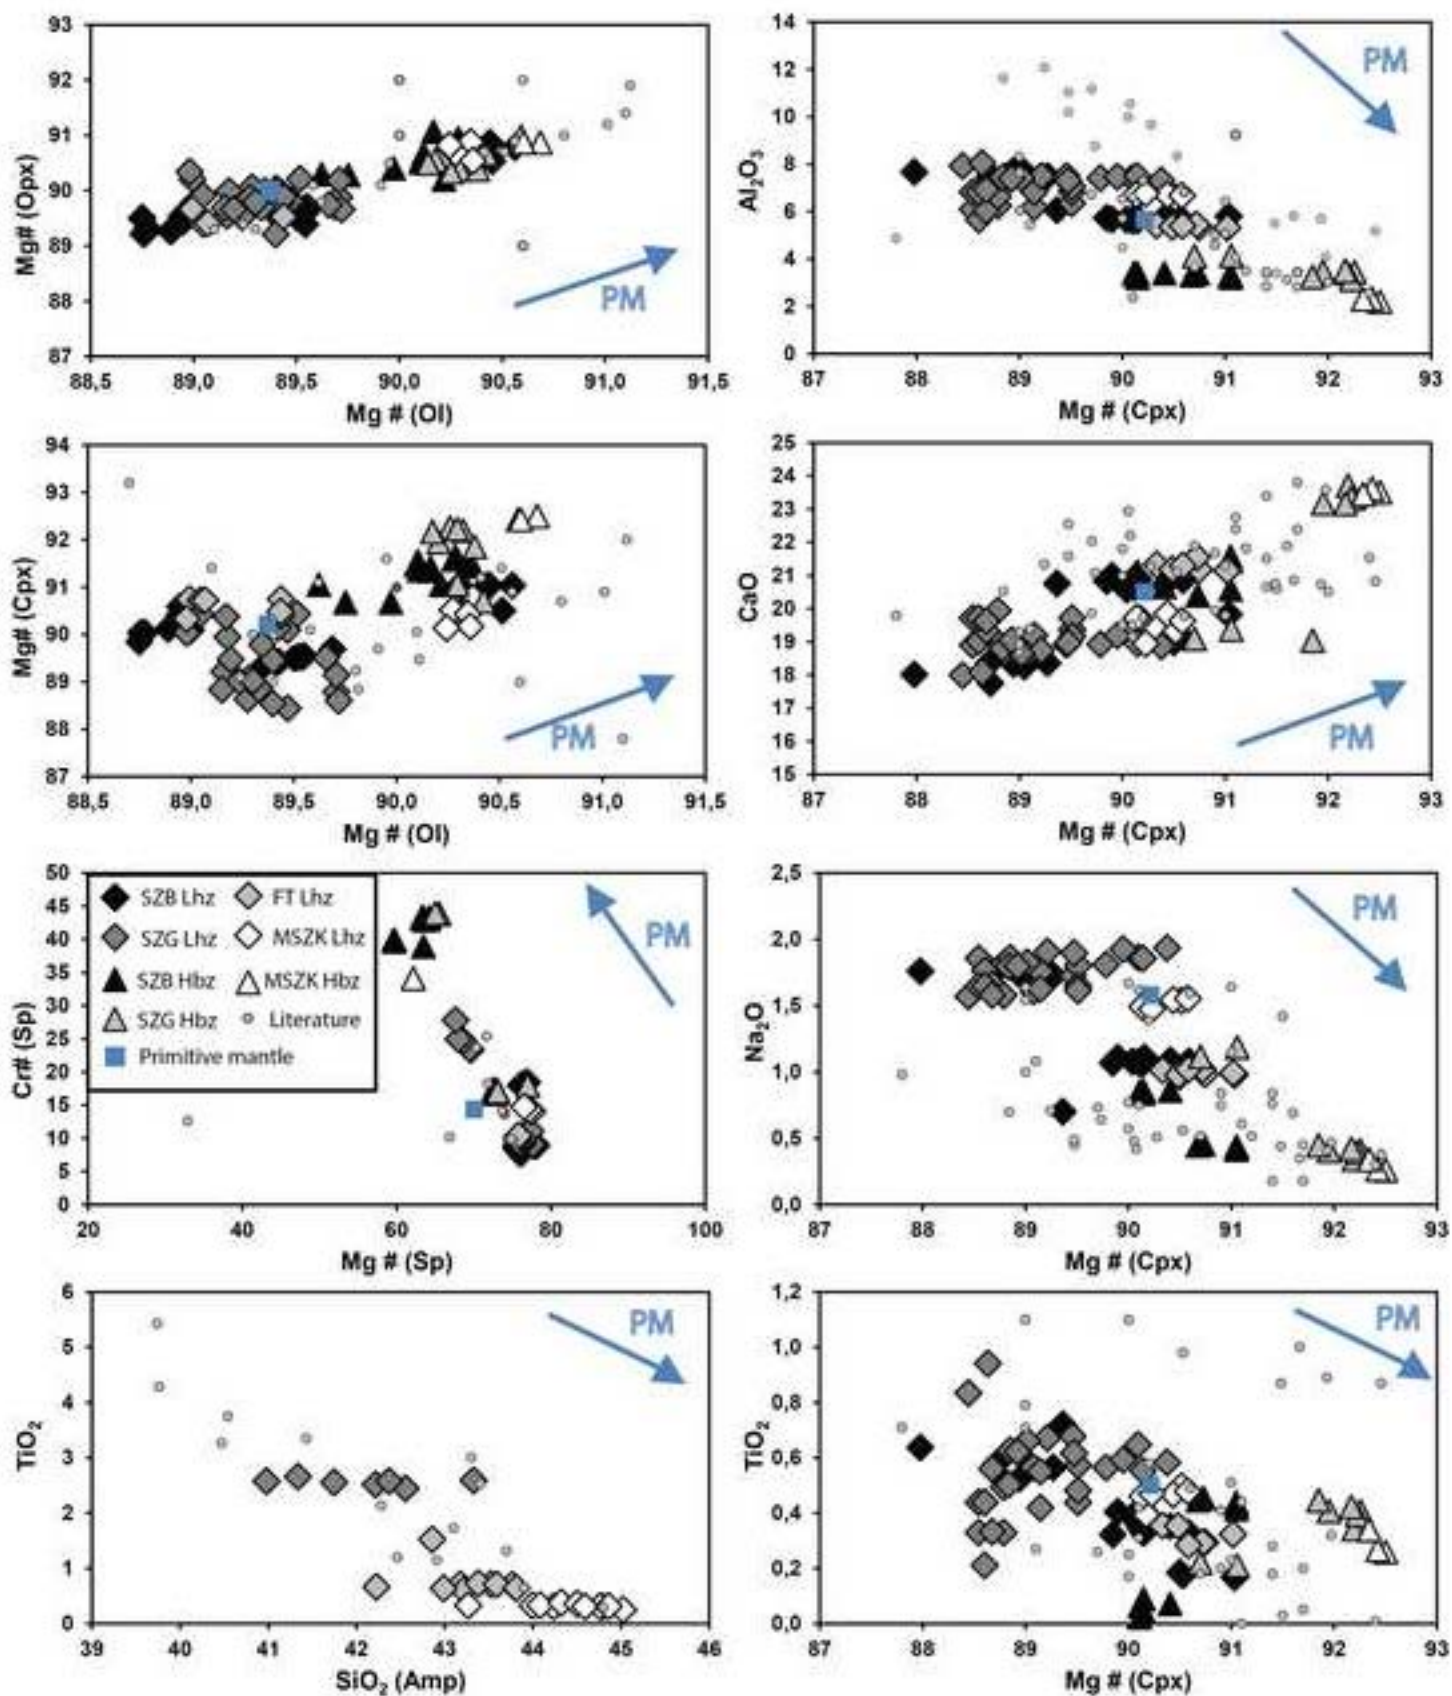 93
92
91
90
89
88
87
Mg# (Opx)
PM
88,5 89,0 89,5 90,0 90,5 91,0 91,5
Mg # (Ol)
14
12
10
8
6
4
2
0
Al2O3
PM
87 88 89 90 91 92 93
Mg # (Cpx)
94
93
92
91
90
89
88
87
Mg# (Cpx)
PM
88,5 89,0 89,5 90,0 90,5 91,0 91,5
Mg # (Ol)
25
24
23
22
21
20
19
18
17
16
15
CaO
PM
87 88 89 90 91 92 93
Mg # (Cpx)
50
45
40
35
30
25
20
15
10
5
0
Cr# (Sp)
SZB Lhz FT Lhz
SZG Lhz MSZK Lhz
SZB Hbz MSZK Hbz
SZG Hbz Literature
Primitive mantle
PM
20 40 60 80 100
Mg # (Sp)
2,5
2,0
1,5
1,0
0,5
0,0
Na2O
PM
87 88 89 90 91 92 93
Mg # (Cpx)
6
5
4
3
2
1
0
TiO2
PM
39 40 41 42 43 44 45 46
SiO2 (Amp)
1,2
1,0
0,8
0,6
0,4
0,2
0,0
TiO2
PM
87 88 89 90 91 92 93
Mg # (Cpx)